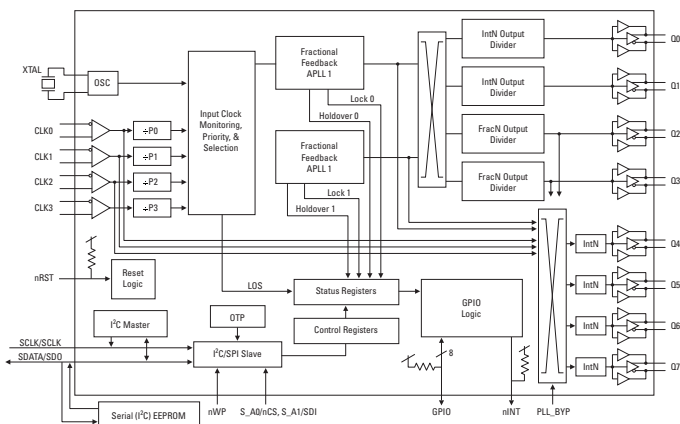 XTAL
OSC
CLK0
CLK1
CLK2
CLK3
÷P0
÷P1
÷P2
÷P3
Input Clock
Monitoring,
Priority, &
Selection
Fractional
Feedback
APLL 1
Lock 0
Holdover 0
Fractional
Feedback
APLL 1
Lock 1
Holdover 1
IntN Output
Divider
IntN Output
Divider
FracN Output
Divider
FracN Output
Divider
Q0
Q1
Q2
Q3
IntN
Q4
IntN
Q5
IntN
Q6
IntN
Q7
nRST
Reset
Logic
LOS
Status Registers
GPIO
Logic
OTP
Control Registers
I²C Master
SCLK/SCLK
SDATA/SDO
I²C/SPI Slave
8
Serial (I²C) EEPROM
nWP
S_A0/nCS, S_A1/SDI
GPIO
nINT
PLL_BYP